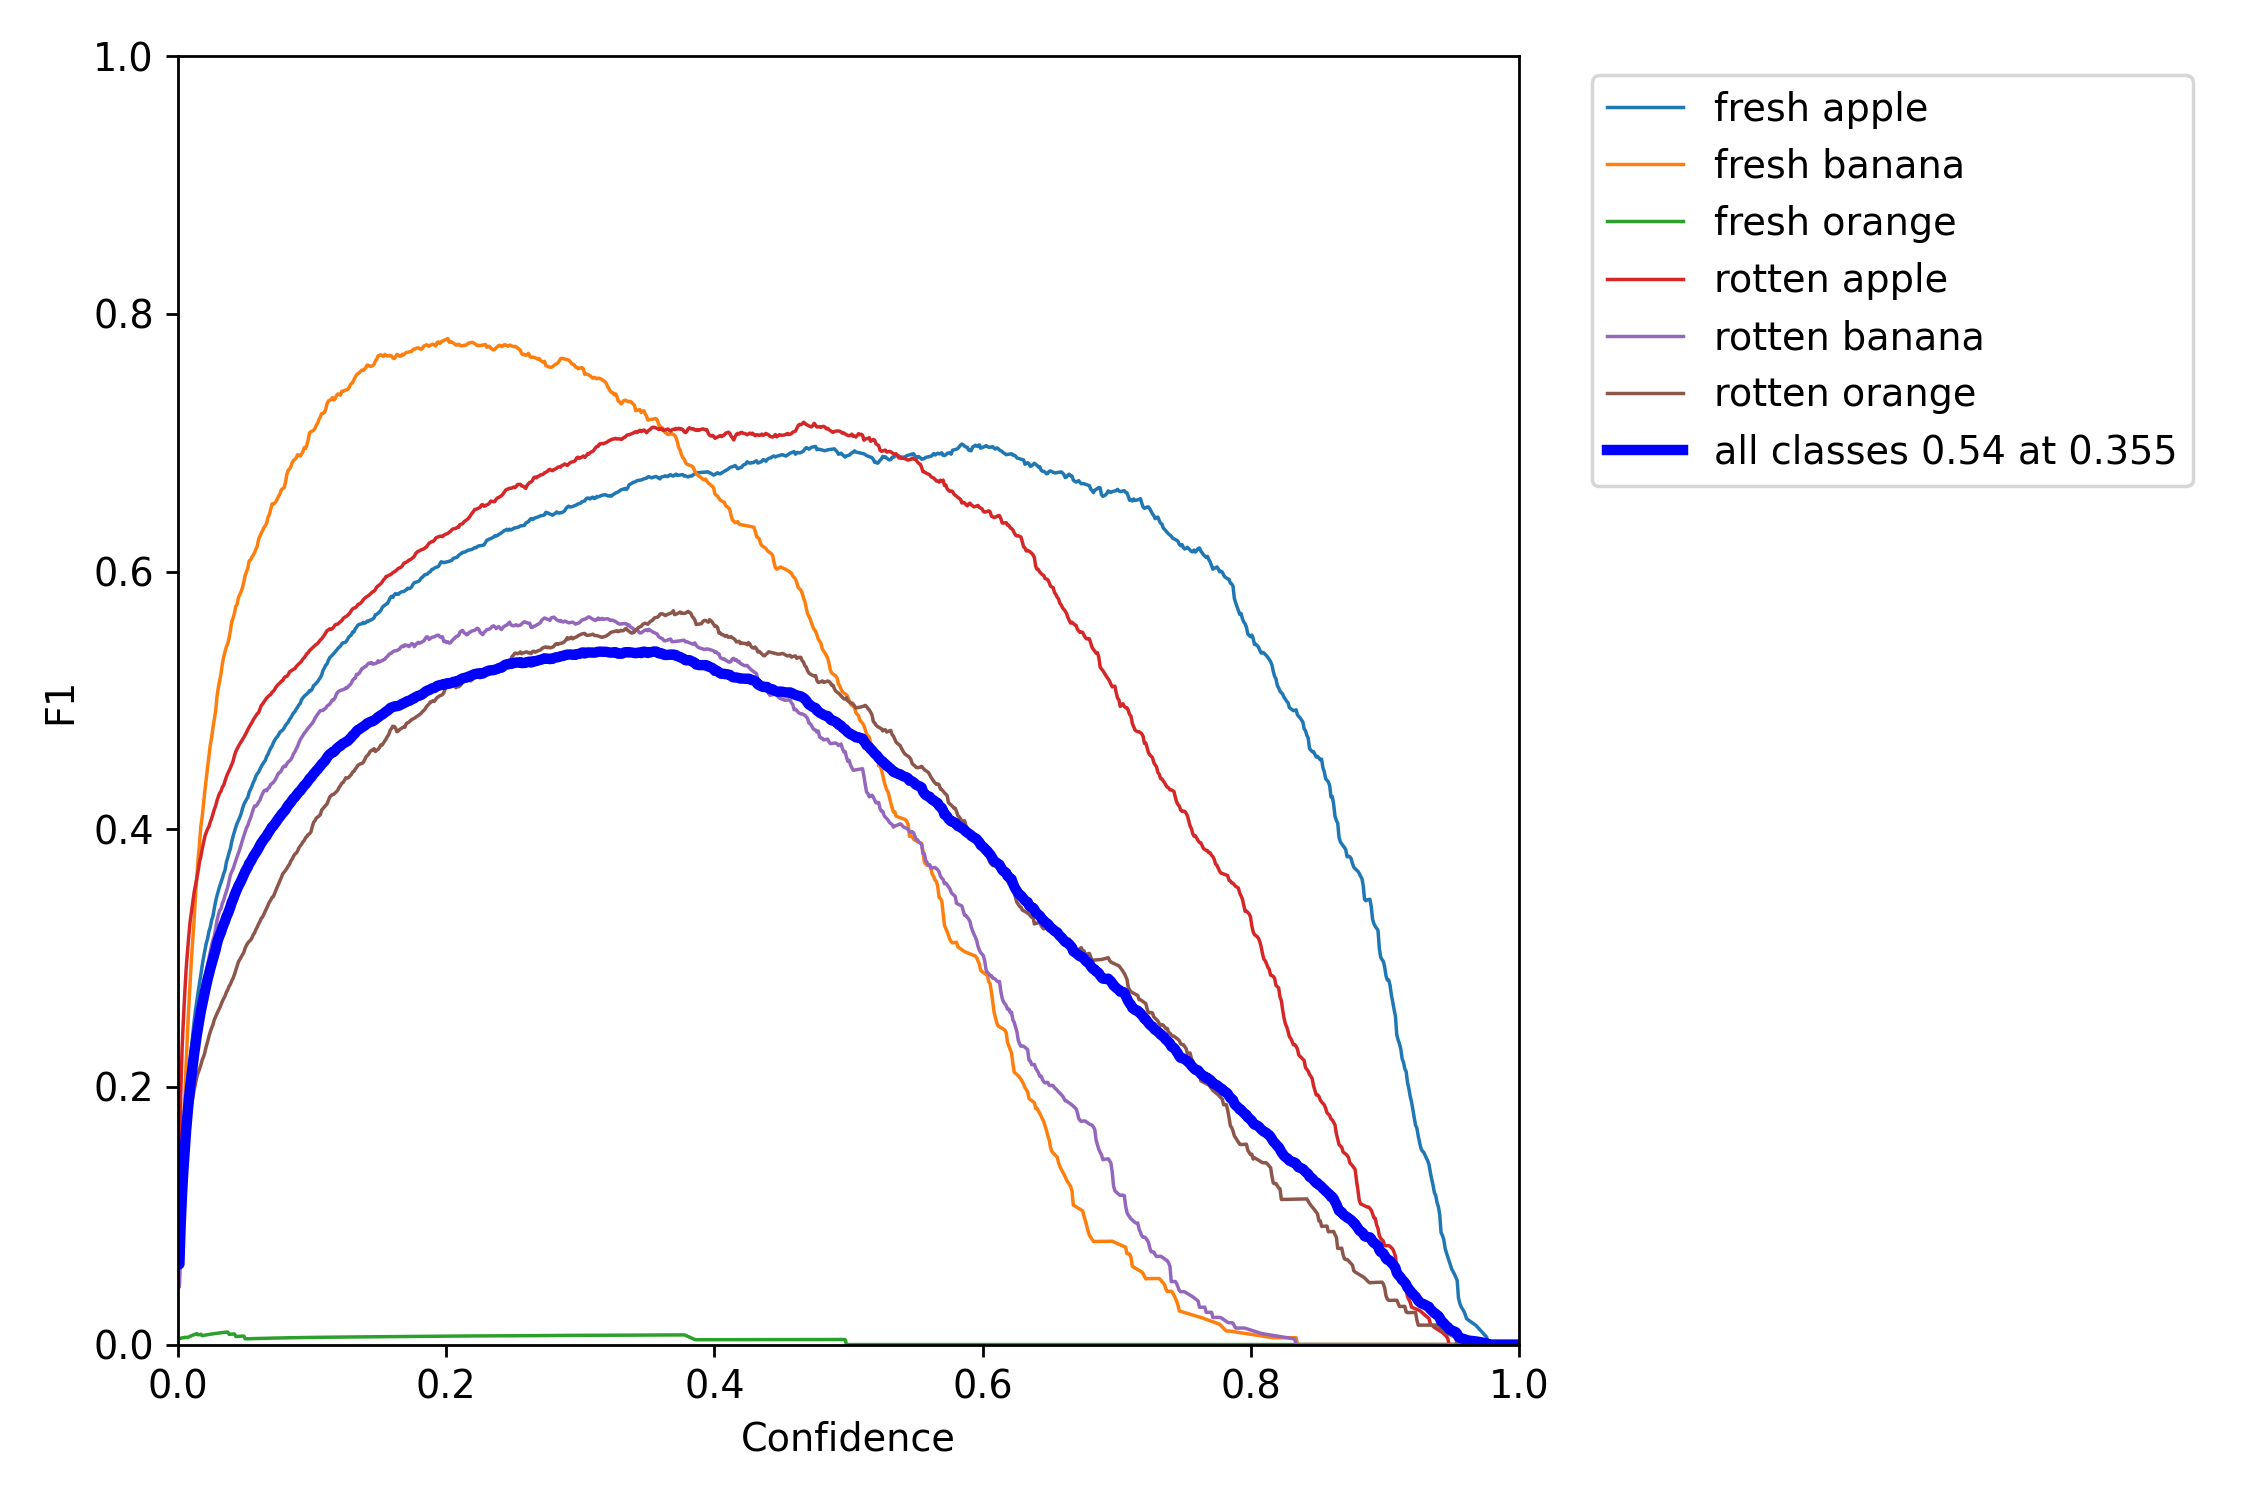 1.0
0.8
0.6
0.4
0.2
0.0
F1
0.0 0.2 0.4 0.6 0.8 1.0
Confidence
fresh apple
fresh banana
fresh orange
rotten apple
rotten banana
rotten orange
all classes 0.54 at 0.355